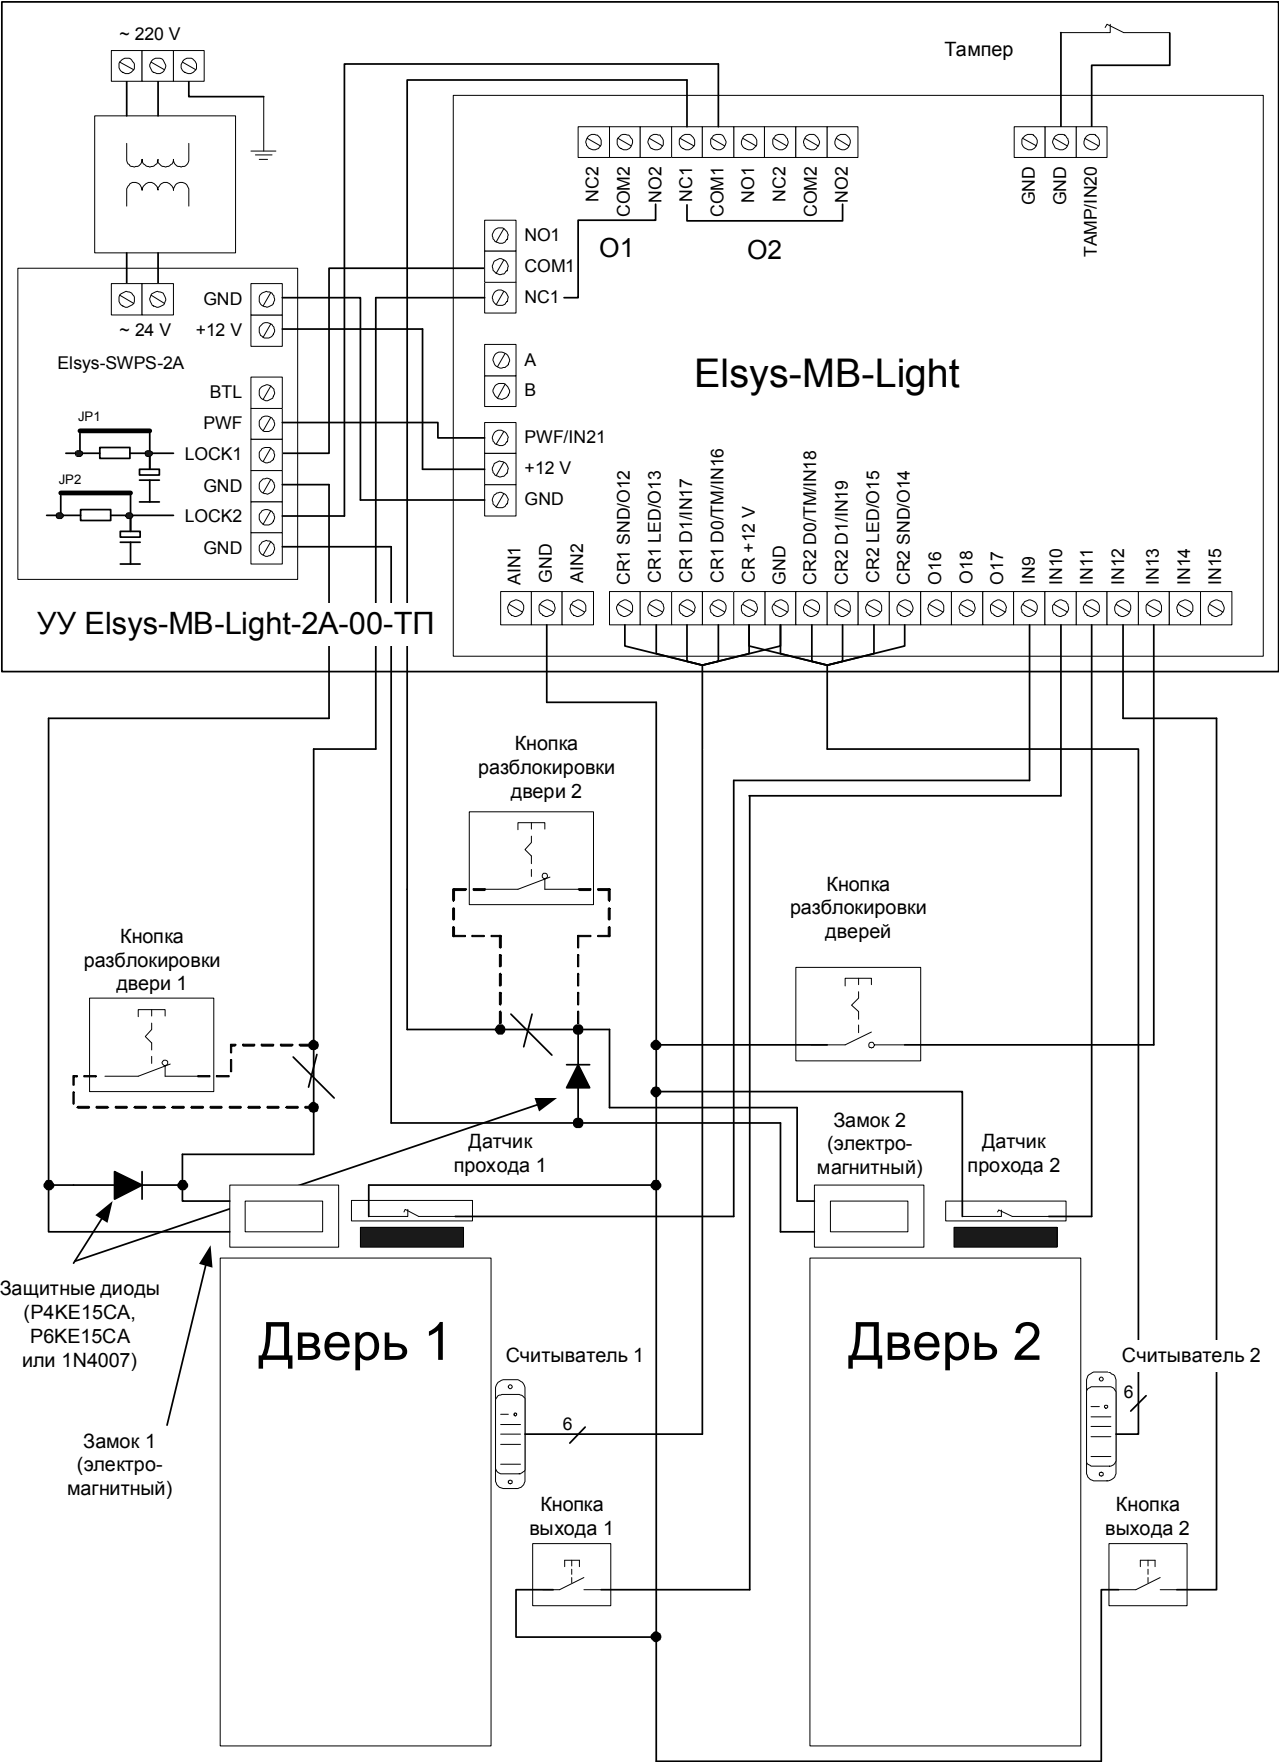 ~ 220 V
Тампер
NC2
COM2
NO2
NC1
COM1
NO1
NC2
COM2
NO2
GND
GND
TAMP/IN20
O1
O2
NO1
COM1
NC1
A
B
PWF/IN21
+12 V
GND
Elsys-MB-Light
~ 24 V
GND
+12 V
Elsys-SWPS-2A
BTL
PWF
JP1
LOCK1
GND
JP2
LOCK2
GND
AIN1
GND
AIN2
CR1 SND/O12
CR1 LED/O13
CR1 D1/IN17
CR1 D0/TM/IN16
CR +12 V
GND
CR2 D0/TM/IN18
CR2 D1/IN19
CR2 LED/O15
CR2 SND/O14
O16
O18
O17
IN9
IN10
IN11
IN12
IN13
IN14
IN15
УУ Elsys-MB-Light-2A-00-ТП
Кнопка
разблокировки
двери 2
Кнопка
разблокировки
дверей
Кнопка
разблокировки
двери 1
Датчик
прохода 1
Замок 2
(электро-
магнитный)
Датчик
прохода 2
Защитные диоды
(P4KE15CA,
P6KE15CA
или 1N4007)
Дверь 1
Считыватель 1
6
Дверь 2
Считыватель 2
6
Замок 1
(электро-
магнитный)
Кнопка
выхода 1
Кнопка
выхода 2